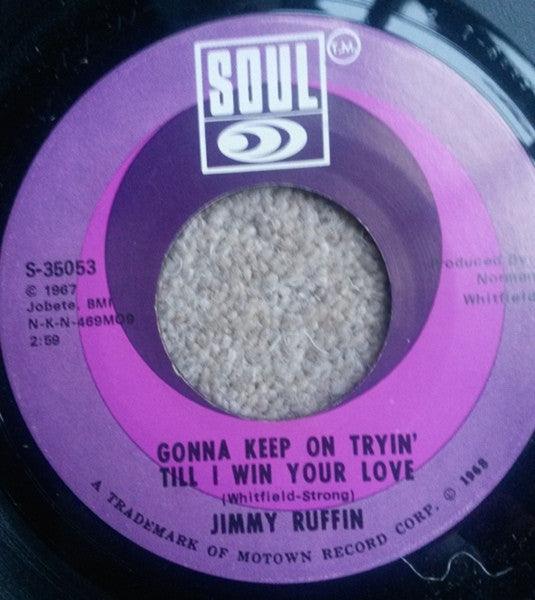 SOUL
T.M.
S-35053
© 1967
Jobete, BMI
N-K-N-469M09
2:59
Produced By:
Norman
Whitfield
GONNA KEEP ON TRYIN'
TILL I WIN YOUR LOVE
(Whitfield-Strong)
JIMMY RUFFIN
A TRADEMARK OF MOTOWN RECORD CORP. © 1968